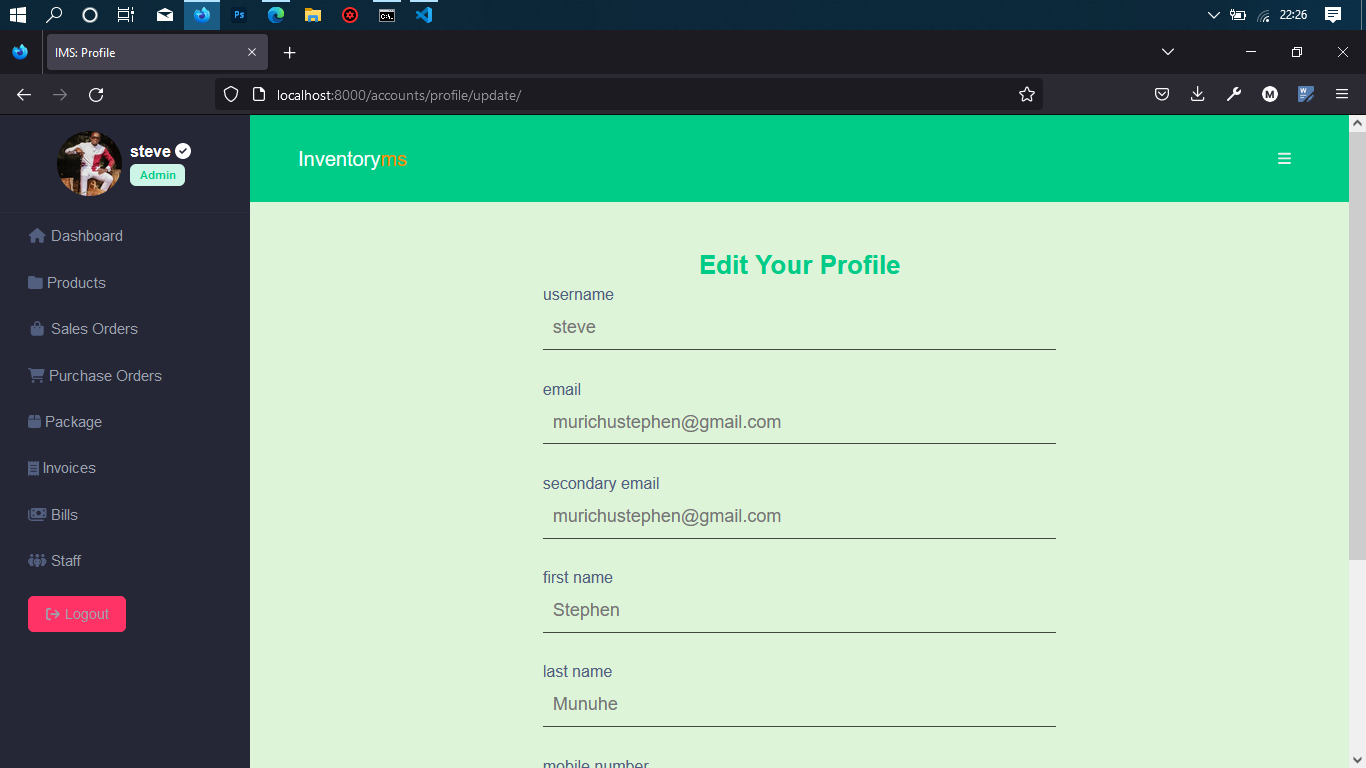 22:26
IMS: Profile
localhost:8000/accounts/profile/update/
steve
Admin
Inventoryms
Dashboard
Products
Sales Orders
Purchase Orders
Package
Invoices
Bills
Staff
Logout
Edit Your Profile
username
steve
email
murichustephen@gmail.com
secondary email
murichustephen@gmail.com
first name
Stephen
last name
Munuhe
mobile number